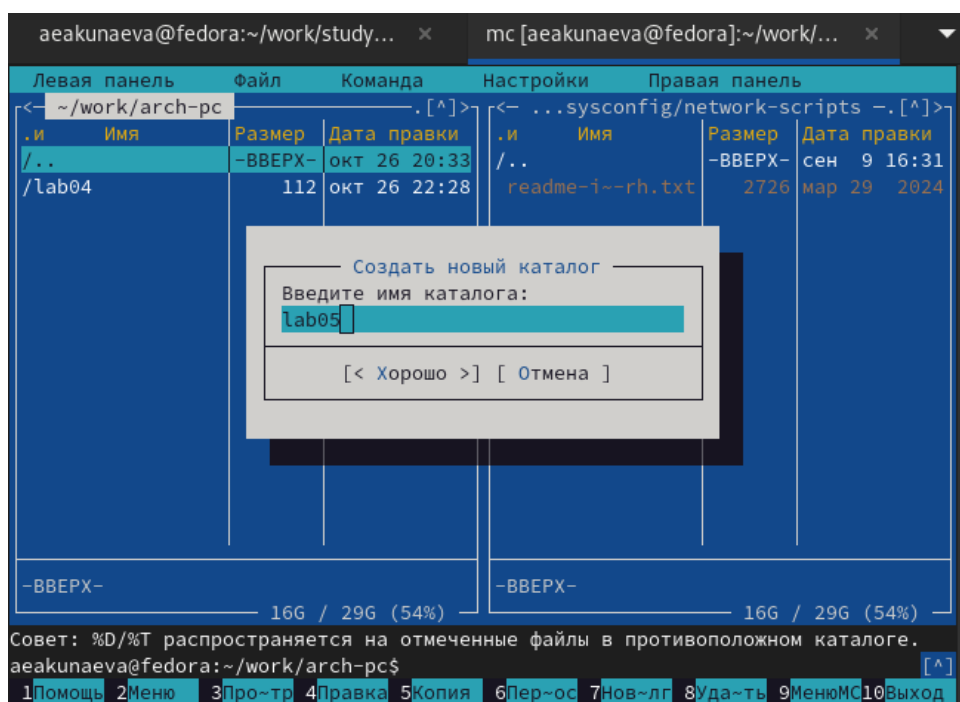 aeakunaeva@fedora:~/work/study... × mc [aeakunaeva@fedora]:~/work/... ×
Левая панель Файл Команда Настройки Правая панель
<— ~/work/arch-pc .[^]> <— ...sysconfig/network-scripts —.[^]>
.и Имя Размер Дата правки .и Имя Размер Дата правки
/.. -ВВЕРХ- окт 26 20:33 /.. -ВВЕРХ- сен 9 16:31
/lab04 112 окт 26 22:28 readme-i~~rh.txt 2726 мар 29 2024
Создать новый каталог
Введите имя каталога:
lab05
[< Хорошо >] [ Отмена ]
-ВВЕРХ- -ВВЕРХ-
16G / 29G (54%) 16G / 29G (54%)
Совет: %D/%T распространяется на отмеченные файлы в противоположном каталоге.
aeakunaeva@fedora:~/work/arch-pc$ [^]
1Помощь 2Меню 3Про~тр 4Правка 5Копия 6Пер~ос 7Нов~лг 8Уда~ть 9МенюМС10Выход